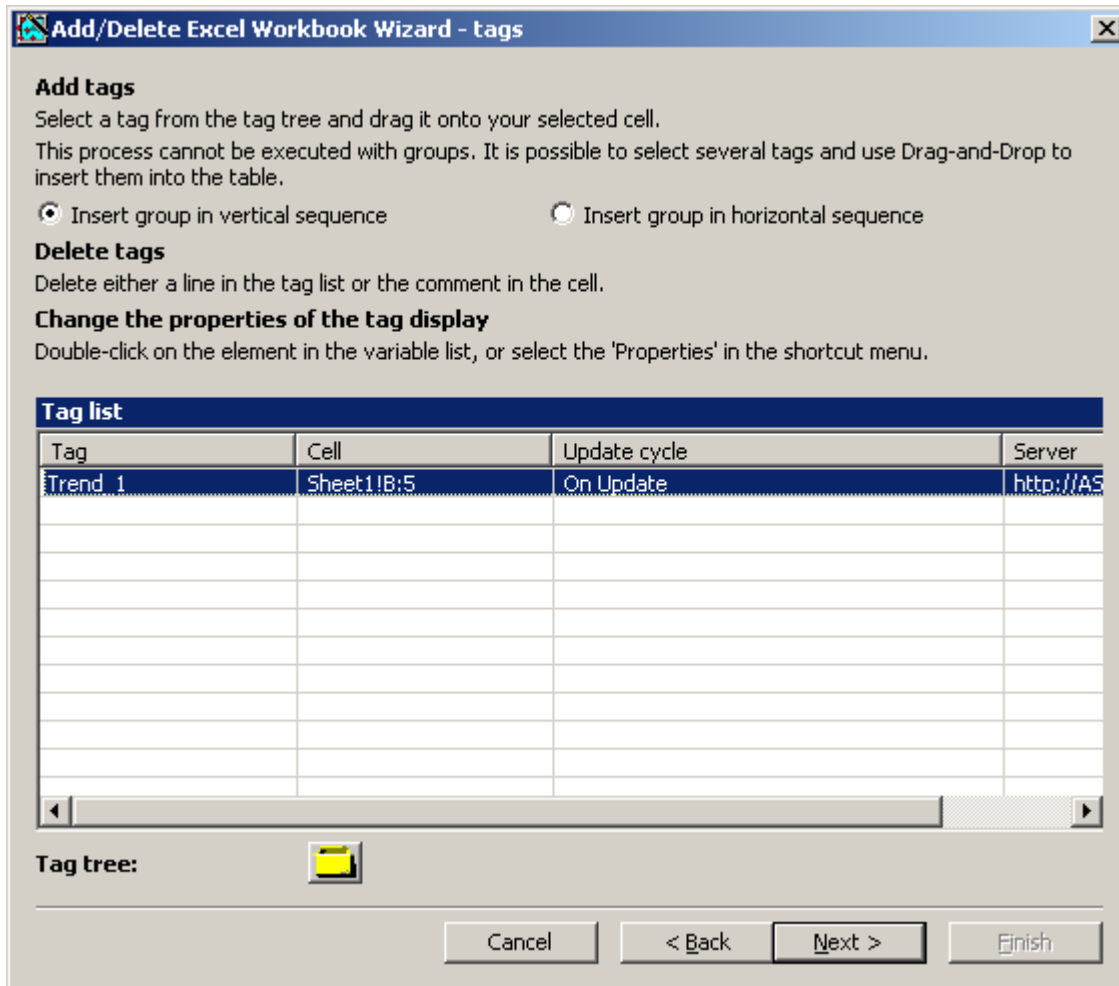 Add/Delete Excel Workbook Wizard - tags
Add tags
Select a tag from the tag tree and drag it onto your selected cell.
This process cannot be executed with groups. It is possible to select several tags and use Drag-and-Drop to
insert them into the table.
Insert group in vertical sequence Insert group in horizontal sequence
Delete tags
Delete either a line in the tag list or the comment in the cell.
Change the properties of the tag display
Double-click on the element in the variable list, or select the 'Properties' in the shortcut menu.
Tag list
Tag Cell Update cycle Server
Trend_1 Sheet1!B:5 On Update http://AS
Tag tree:
Cancel < Back Next > Finish